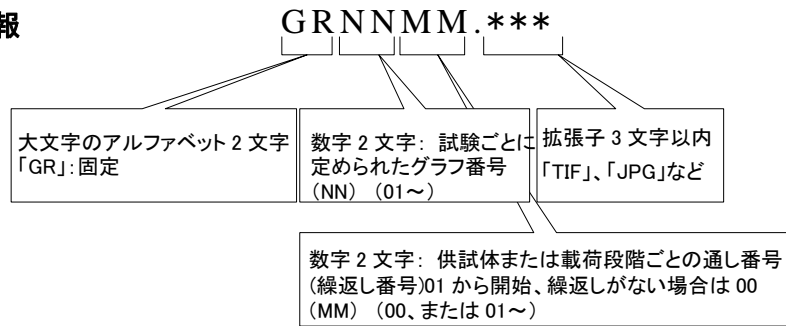 報
GRNNMM.***
大文字のアルファベット 2 文字
「GR」：固定
数字 2 文字： 試験ごとに
定められたグラフ番号
(NN) (01～)
拡張子 3 文字以内
「TIF」、「JPG」など
数字 2 文字： 供試体または載荷段階ごとの通し番号
(繰返し番号)01 から開始、繰返しがない場合は 00
(MM) (00、または 01～)